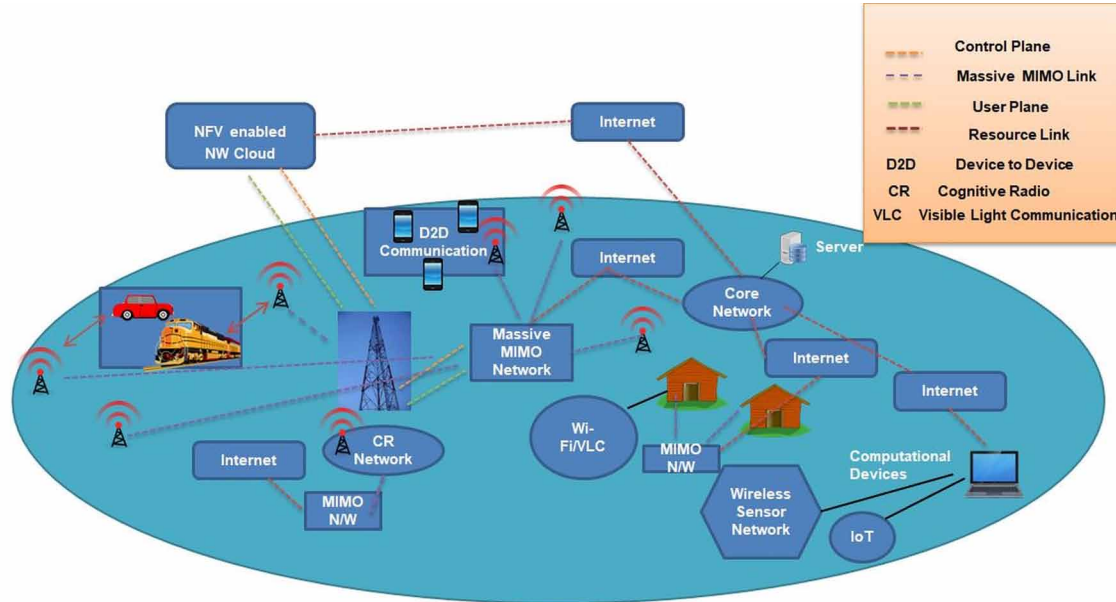 Control Plane
Massive MIMO Link
User Plane
Resource Link
D2D Device to Device
CR Cognitive Radio
VLC Visible Light Communication
NFV enabled
NW Cloud
Internet
D2D
Communication
Internet
Server
Core
Network
Massive
MIMO
Network
Internet
Internet
Wi-
Fi/VLC
MIMO
N/W
CR
Network
Internet
MIMO
N/W
Computational
Devices
Wireless
Sensor
Network
IoT